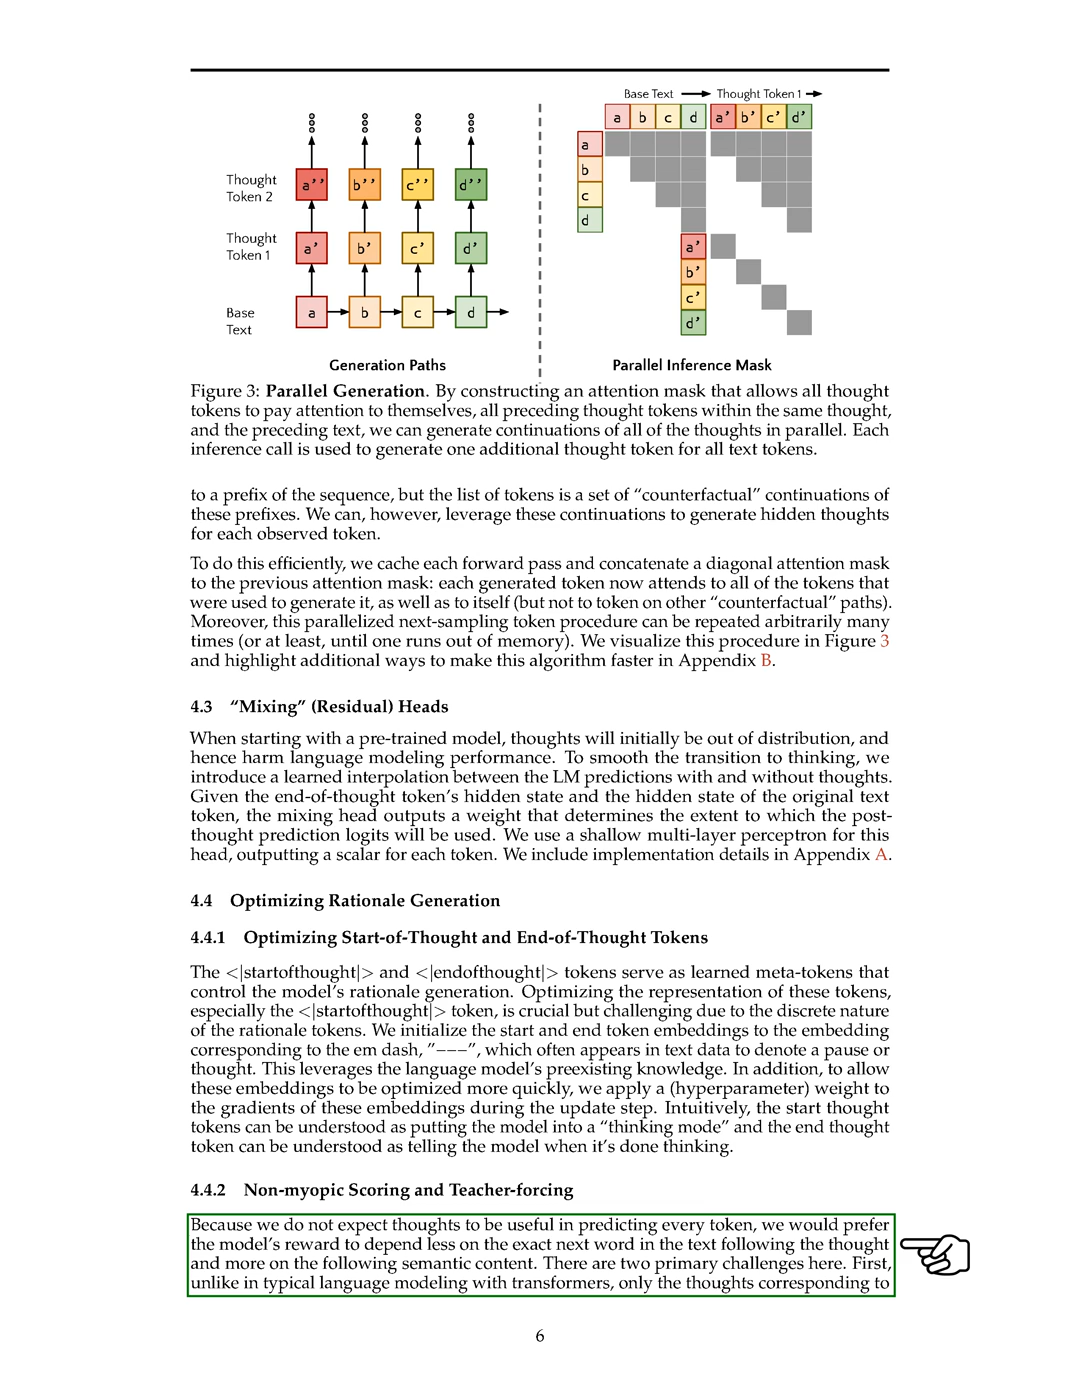 Base Text Thought Token 1
a b c d a’ b’ c’ d’
a
b
c
d
a’
b’
c’
d’
Thought
Token 2
a’’ b’’ c’’ d’’
Thought
Token 1
a’ b’ c’ d’
Base
Text
a b c d
Generation Paths
Parallel Inference Mask
Figure 3: Parallel Generation. By constructing an attention mask that allows all thought
tokens to pay attention to themselves, all preceding thought tokens within the same thought,
and the preceding text, we can generate continuations of all of the thoughts in parallel. Each
inference call is used to generate one additional thought token for all text tokens.
to a prefix of the sequence, but the list of tokens is a set of “counterfactual” continuations of
these prefixes. We can, however, leverage these continuations to generate hidden thoughts
for each observed token.
To do this efficiently, we cache each forward pass and concatenate a diagonal attention mask
to the previous attention mask: each generated token now attends to all of the tokens that
were used to generate it, as well as to itself (but not to token on other “counterfactual” paths).
Moreover, this parallelized next-sampling token procedure can be repeated arbitrarily many
times (or at least, until one runs out of memory). We visualize this procedure in Figure 3
and highlight additional ways to make this algorithm faster in Appendix B.
4.3 “Mixing” (Residual) Heads
When starting with a pre-trained model, thoughts will initially be out of distribution, and
hence harm language modeling performance. To smooth the transition to thinking, we
introduce a learned interpolation between the LM predictions with and without thoughts.
Given the end-of-thought token’s hidden state and the hidden state of the original text
token, the mixing head outputs a weight that determines the extent to which the post-
thought prediction logits will be used. We use a shallow multi-layer perceptron for this
head, outputting a scalar for each token. We include implementation details in Appendix A.
4.4 Optimizing Rationale Generation
4.4.1 Optimizing Start-of-Thought and End-of-Thought Tokens
The <|startofthought|> and <|endofthought|> tokens serve as learned meta-tokens that
control the model’s rationale generation. Optimizing the representation of these tokens,
especially the <|startofthought|> token, is crucial but challenging due to the discrete nature
of the rationale tokens. We initialize the start and end token embeddings to the embedding
corresponding to the em dash, ”−−−”, which often appears in text data to denote a pause or
thought. This leverages the language model’s preexisting knowledge. In addition, to allow
these embeddings to be optimized more quickly, we apply a (hyperparameter) weight to
the gradients of these embeddings during the update step. Intuitively, the start thought
tokens can be understood as putting the model into a “thinking mode” and the end thought
token can be understood as telling the model when it’s done thinking.
4.4.2 Non-myopic Scoring and Teacher-forcing
Because we do not expect thoughts to be useful in predicting every token, we would prefer
the model’s reward to depend less on the exact next word in the text following the thought
and more on the following semantic content. There are two primary challenges here. First,
unlike in typical language modeling with transformers, only the thoughts corresponding to
6